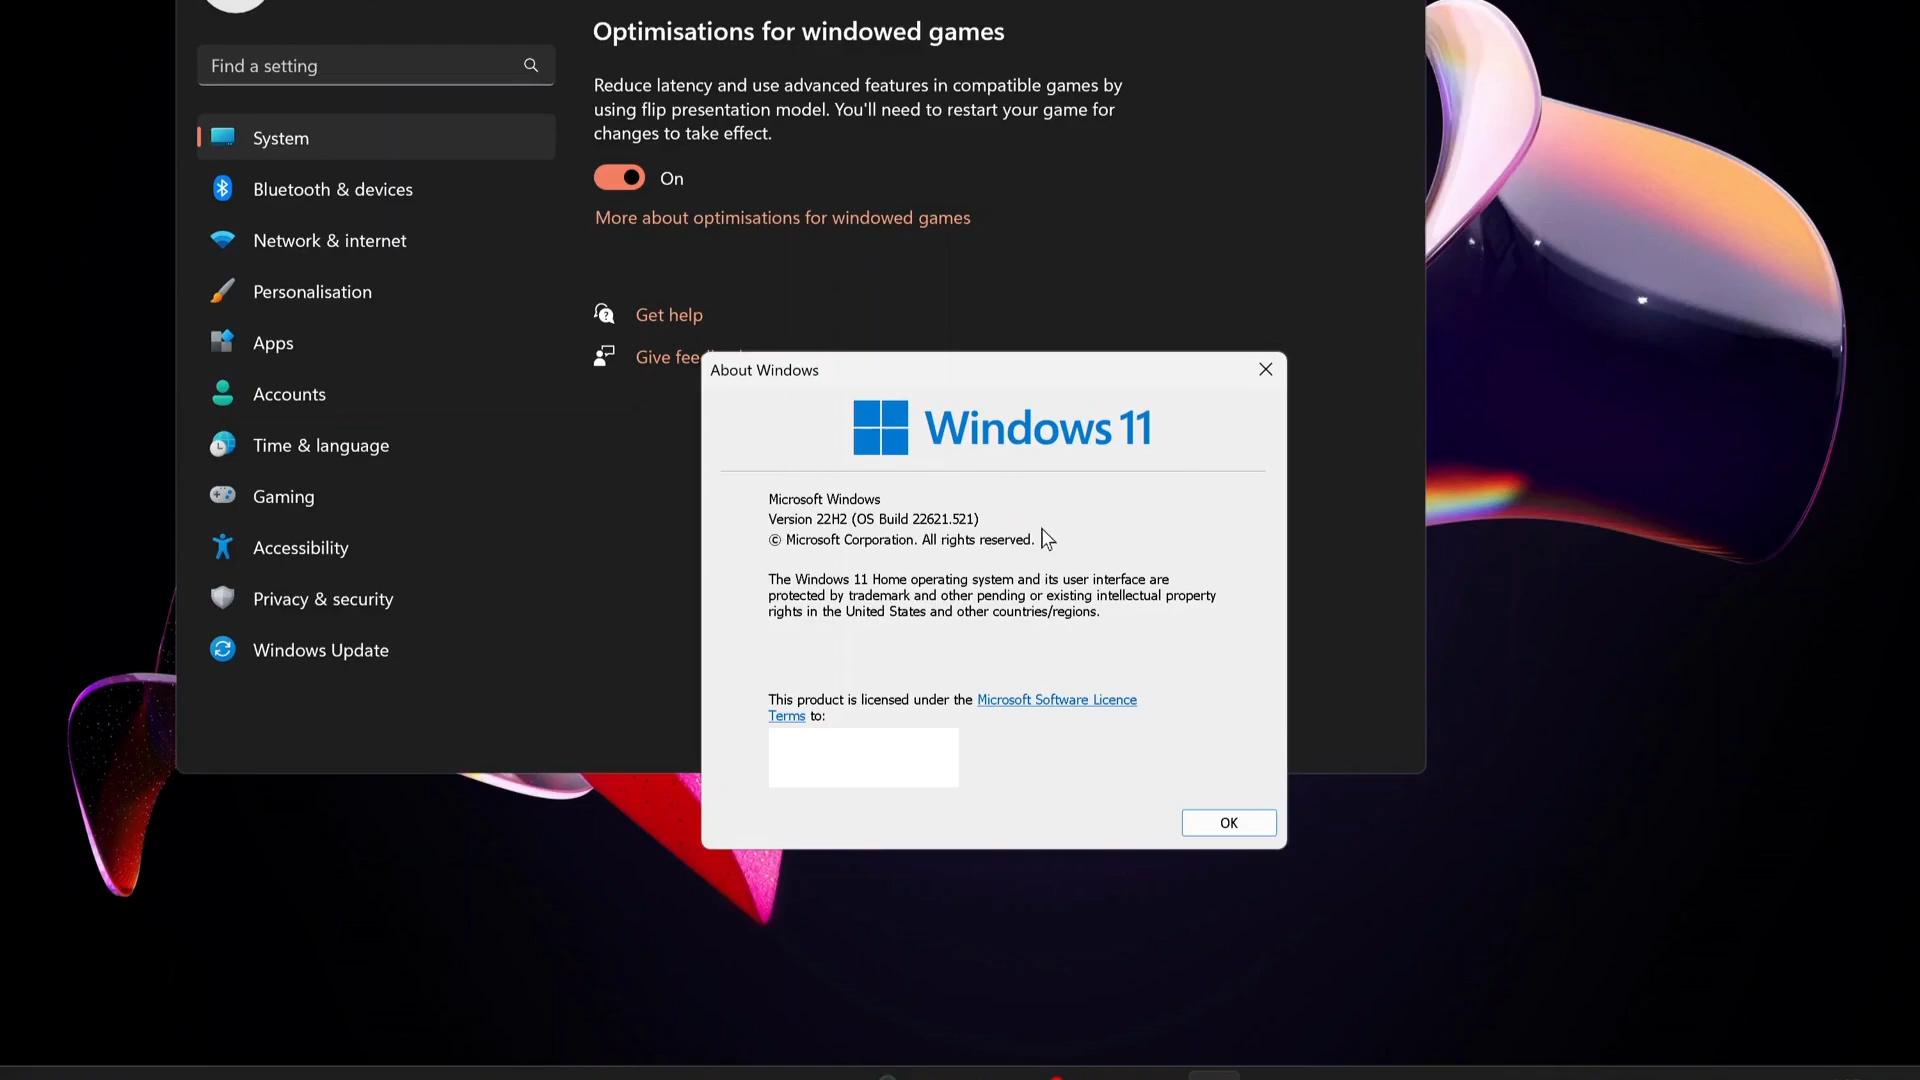 Optimisations for windowed games
Find a setting
Reduce latency and use advanced features in compatible games by
using flip presentation model. You'll need to restart your game for
changes to take effect.
On
More about optimisations for windowed games
System
Bluetooth & devices
Network & internet
Personalisation
Apps
Accounts
Time & language
Gaming
Accessibility
Privacy & security
Windows Update
Get help
Give fee
About Windows
Windows 11
Microsoft Windows
Version 22H2 (OS Build 22621.521)
© Microsoft Corporation. All rights reserved.
The Windows 11 Home operating system and its user interface are
protected by trademark and other pending or existing intellectual property
rights in the United States and other countries/regions.
This product is licensed under the Microsoft Software Licence
Terms to:
OK